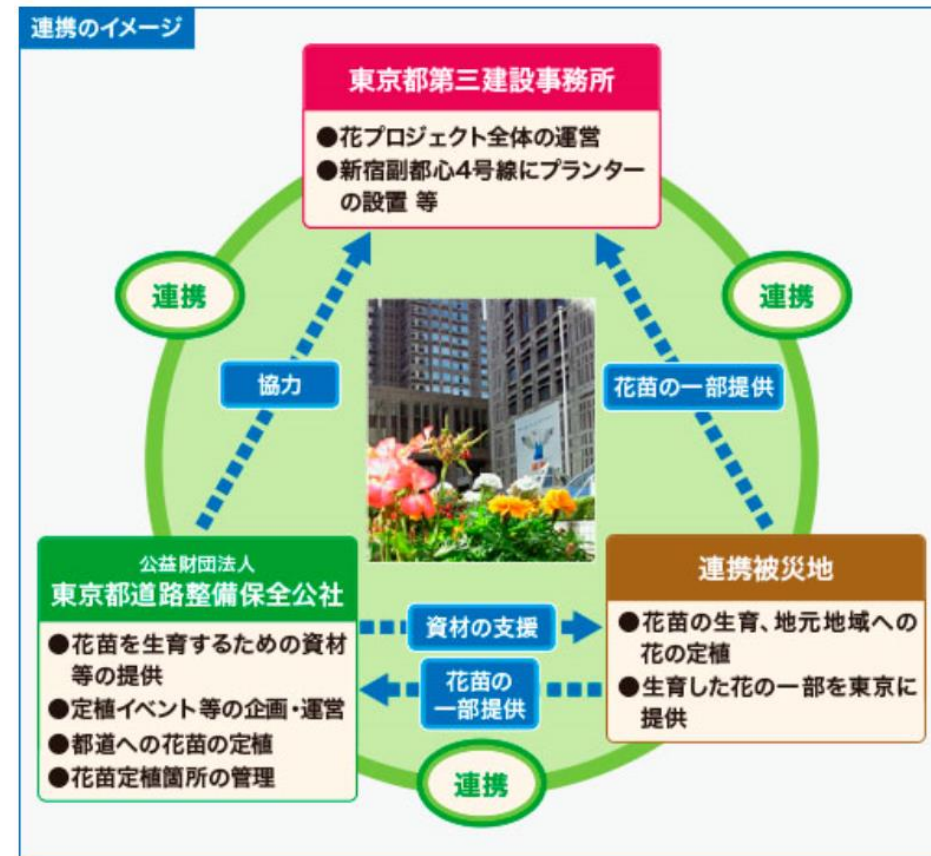 連携のイメージ
東京都第三建設事務所
●花プロジェクト全体の運営
●新宿副都心4号線にプランター
の設置 等
連携
連携
協力
花苗の一部提供
公益財団法人
東京都道路整備保全公社
●花苗を生育するための資材
等の提供
●定植イベント等の企画・運営
●都道への花苗の定植
●花苗定植箇所の管理
資材の支援
花苗の
一部提供
連携被災地
●花苗の生育、地元地域への
花の定植
●生育した花の一部を東京に
提供
連携